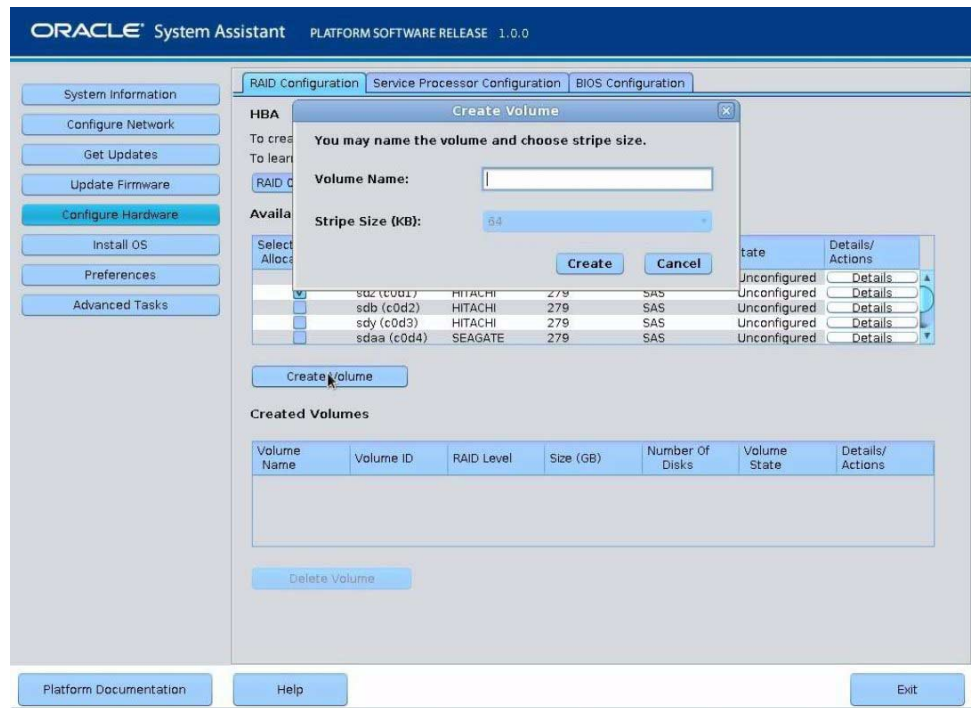 ORACLE System Assistant PLATFORM SOFTWARE RELEASE 1.0.0
System Information
Configure Network
Get Updates
Update Firmware
Configure Hardware
Install OS
Preferences
Advanced Tasks
RAID Configuration Service Processor Configuration BIOS Configuration
HBA
To crea
To lear
RAID C
Availa
Create Volume
You may name the volume and choose stripe size.
Volume Name:
Stripe Size (KB): 64
Create Cancel
Select
Alloca
tate
Details/
Actions
Unconfigured Details
sdz (c0d1) HITACHI 279 SAS Unconfigured Details
sdb (c0d2) HITACHI 279 SAS Unconfigured Details
sdy (c0d3) HITACHI 279 SAS Unconfigured Details
sdaa (c0d4) SEAGATE 279 SAS Unconfigured Details
Create Volume
Created Volumes
Volume
Name
Volume ID
RAID Level
Size (GB)
Number Of
Disks
Volume
State
Details/
Actions
Delete Volume
Platform Documentation Help Exit